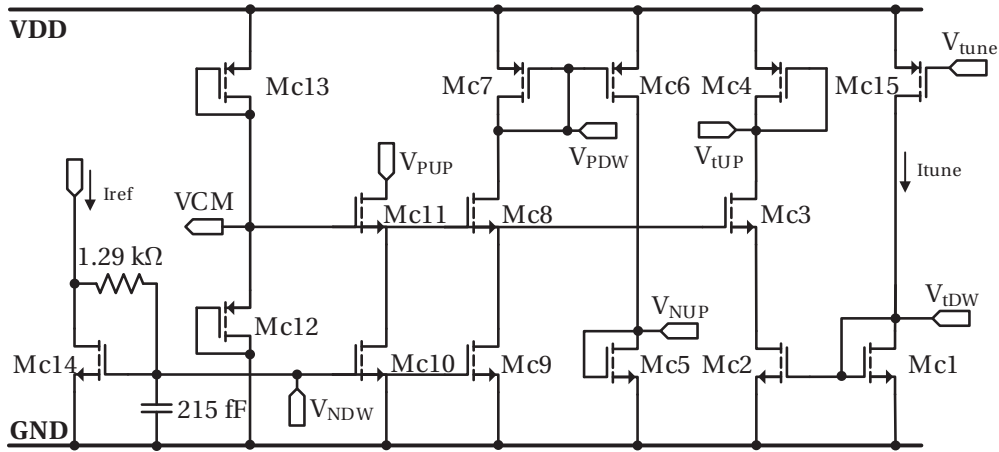 VDD
Mc13
Mc7
Mc6
Mc4
Mc15
Vtune
VPUP
VPDW
VtUP
Iref
VCM
Mc11
Mc8
Mc3
Itune
1.29 kΩ
Mc12
VNUP
VtDW
Mc14
Mc10
Mc9
Mc5
Mc2
Mc1
215 fF
VNDW
GND